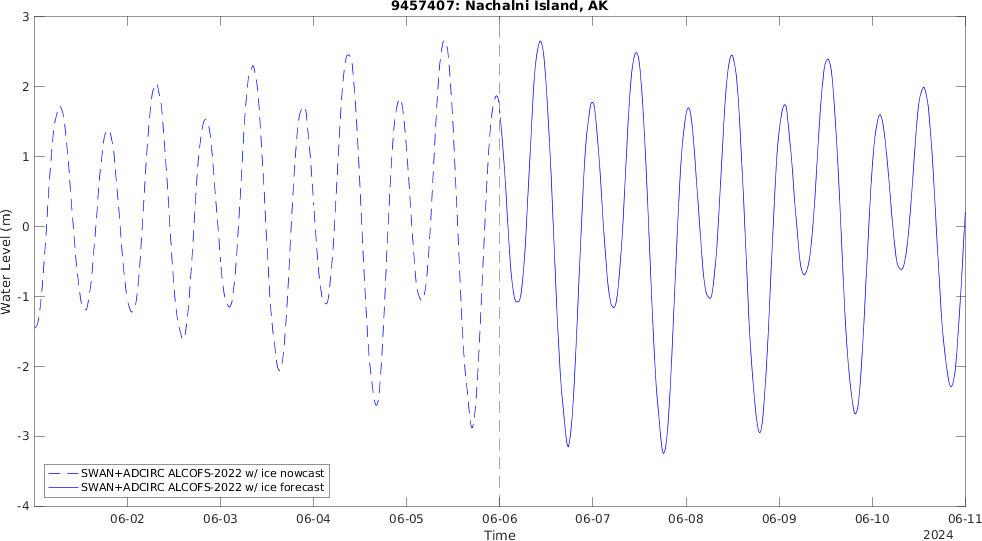 9457407: Nachalni Island, AK
3
2
1
0
-1
-2
-3
-4
Water Level (m)
SWAN+ADCIRC ALCOFS-2022 w/ ice nowcast
SWAN+ADCIRC ALCOFS-2022 w/ ice forecast
06-02 06-03 06-04 06-05 06-06 06-07 06-08 06-09 06-10 06-11
Time
2024